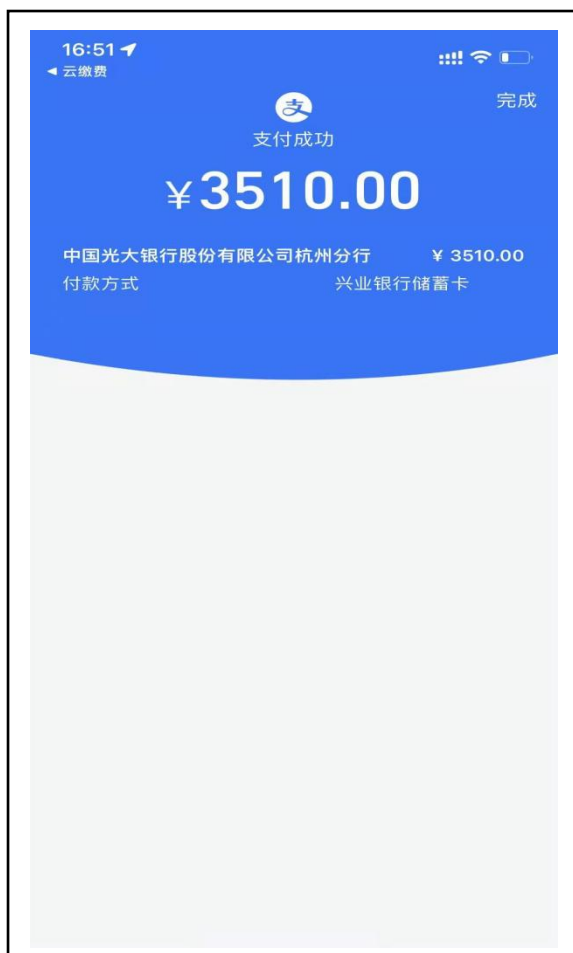 16:51
◀ 云缴费
完成
支
支付成功
¥3510.00
中国光大银行股份有限公司杭州分行 ¥ 3510.00
付款方式 兴业银行储蓄卡